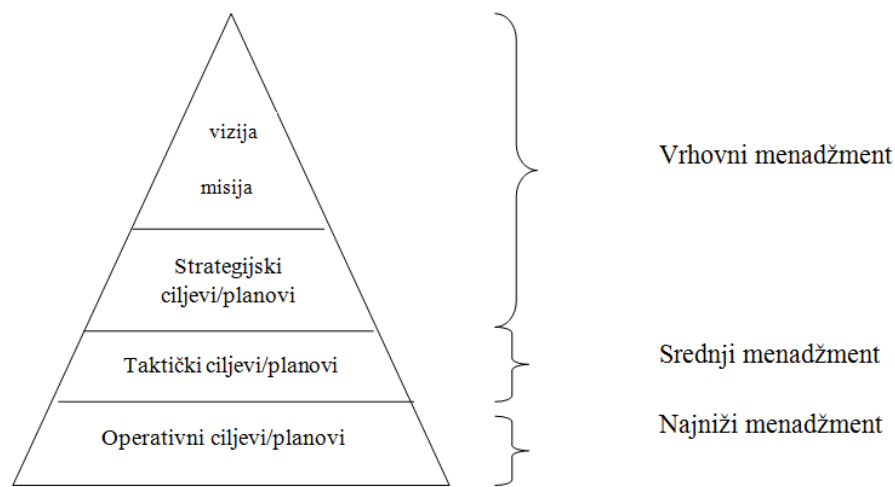 vizija
misija
Strategijski
ciljevi/planovi
Taktički ciljevi/planovi
Operativni ciljevi/planovi
Vrhovni menadžment
Srednji menadžment
Najniži menadžment